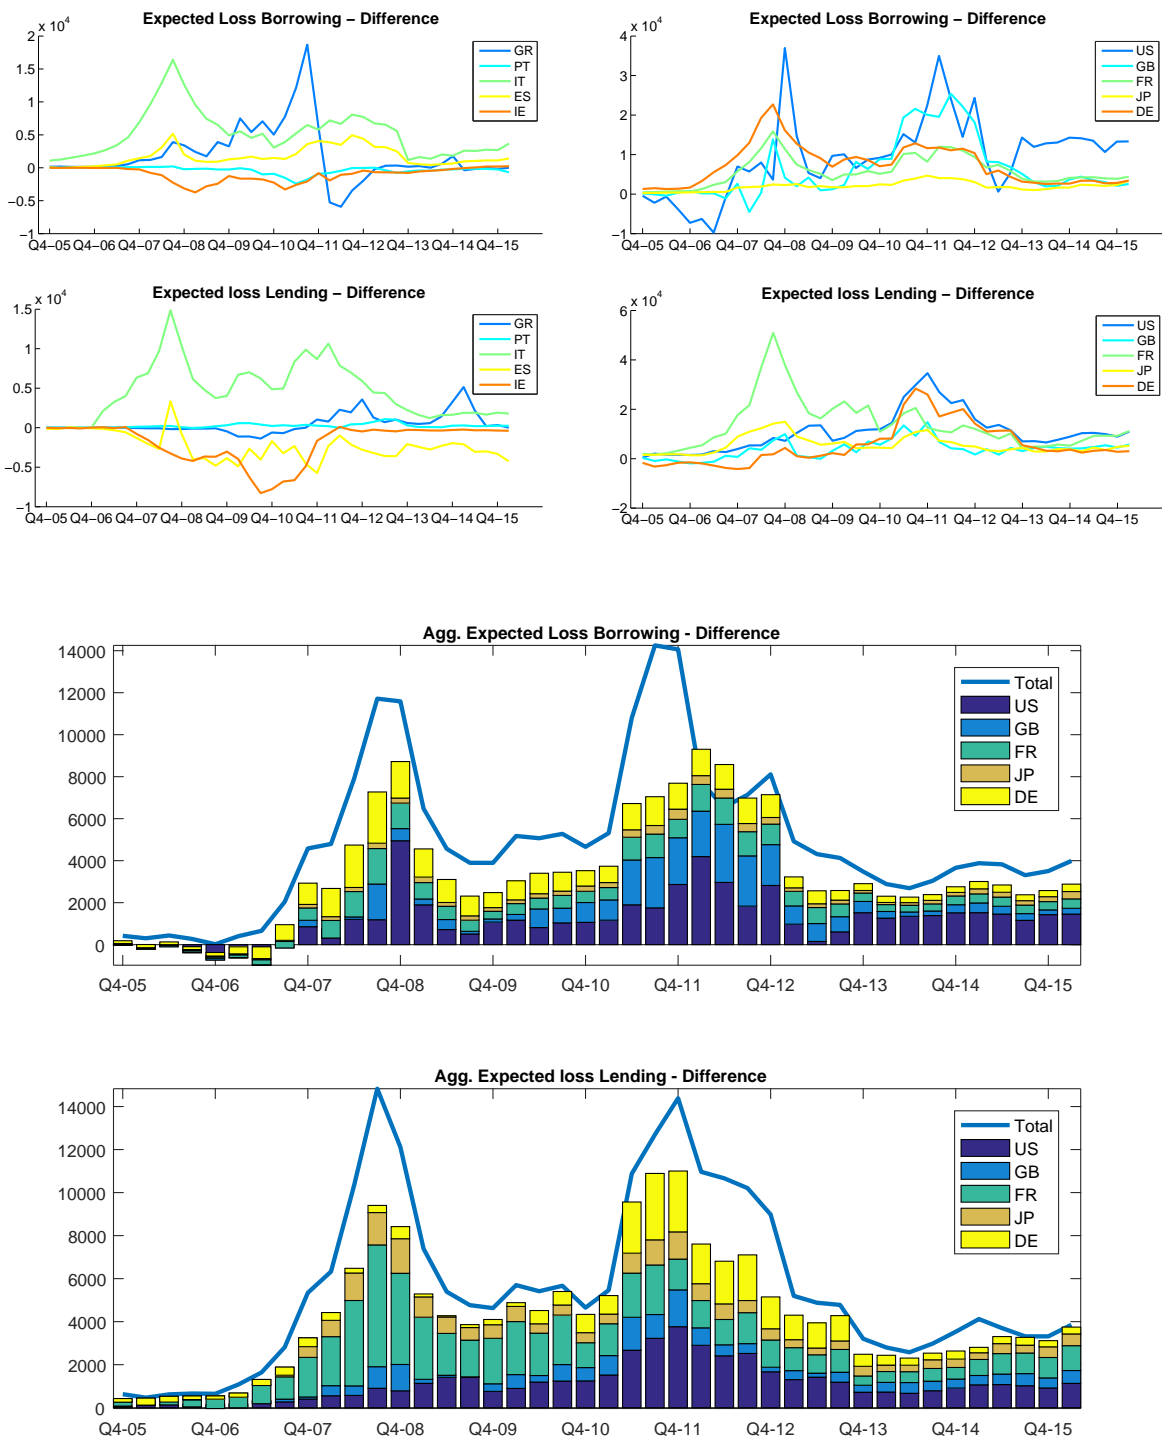 Expected Loss Borrowing – Difference
x 10⁴
2
1.5
1
0.5
0
−0.5
−1
Q4−05 Q4−06 Q4−07 Q4−08 Q4−09 Q4−10 Q4−11 Q4−12 Q4−13 Q4−14 Q4−15
GR
PT
IT
ES
IE
Expected Loss Borrowing – Difference
x 10⁴
4
3
2
1
0
−1
Q4−05 Q4−06 Q4−07 Q4−08 Q4−09 Q4−10 Q4−11 Q4−12 Q4−13 Q4−14 Q4−15
US
GB
FR
JP
DE
Expected loss Lending – Difference
x 10⁴
1.5
1
0.5
0
−0.5
−1
Q4−05 Q4−06 Q4−07 Q4−08 Q4−09 Q4−10 Q4−11 Q4−12 Q4−13 Q4−14 Q4−15
GR
PT
IT
ES
IE
Expected loss Lending – Difference
x 10⁴
6
4
2
0
−2
Q4−05 Q4−06 Q4−07 Q4−08 Q4−09 Q4−10 Q4−11 Q4−12 Q4−13 Q4−14 Q4−15
US
GB
FR
JP
DE
Agg. Expected Loss Borrowing - Difference
14000
12000
10000
8000
6000
4000
2000
0
Q4-05 Q4-06 Q4-07 Q4-08 Q4-09 Q4-10 Q4-11 Q4-12 Q4-13 Q4-14 Q4-15
Total
US
GB
FR
JP
DE
Agg. Expected loss Lending - Difference
14000
12000
10000
8000
6000
4000
2000
0
Q4-05 Q4-06 Q4-07 Q4-08 Q4-09 Q4-10 Q4-11 Q4-12 Q4-13 Q4-14 Q4-15
Total
US
GB
FR
JP
DE